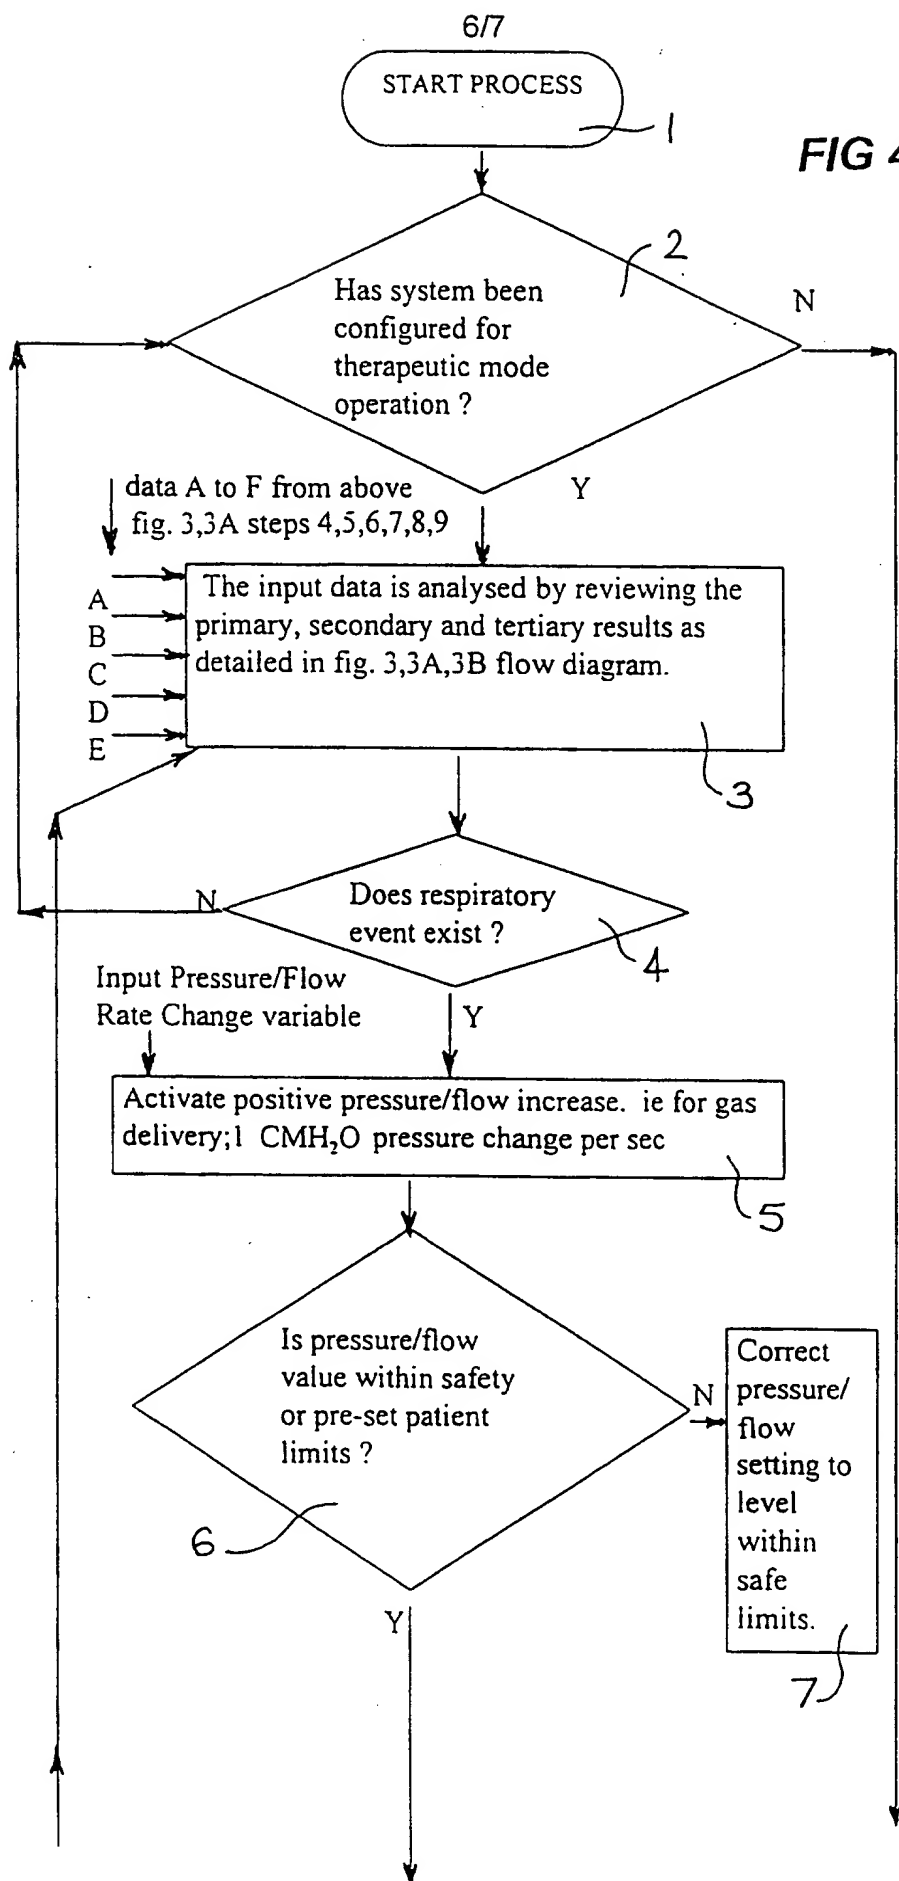 6/7
START PROCESS
1
FIG 4
2
Has system been
configured for
therapeutic mode
operation ?
N
Y
data A to F from above
fig. 3,3A steps 4,5,6,7,8,9
A
B
C
D
E
The input data is analysed by reviewing the
primary, secondary and tertiary results as
detailed in fig. 3,3A,3B flow diagram.
3
N
Does respiratory
event exist ?
4
Input Pressure/Flow
Rate Change variable
Y
Activate positive pressure/flow increase. ie for gas
delivery;1 CMH₂O pressure change per sec
5
Is pressure/flow
value within safety
or pre-set patient
limits ?
N
6
Y
Correct
pressure/
flow
setting to
level
within
safe
limits.
7